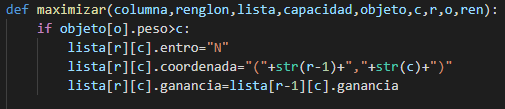 def maximizar(columna,renglon,lista,capacidad,objeto,c,r,o,ren):
    if objeto[o].peso>c:
        lista[r][c].entro="N"
        lista[r][c].coordenada="("+str(r-1)+","+str(c)+")"
        lista[r][c].ganancia=lista[r-1][c].ganancia